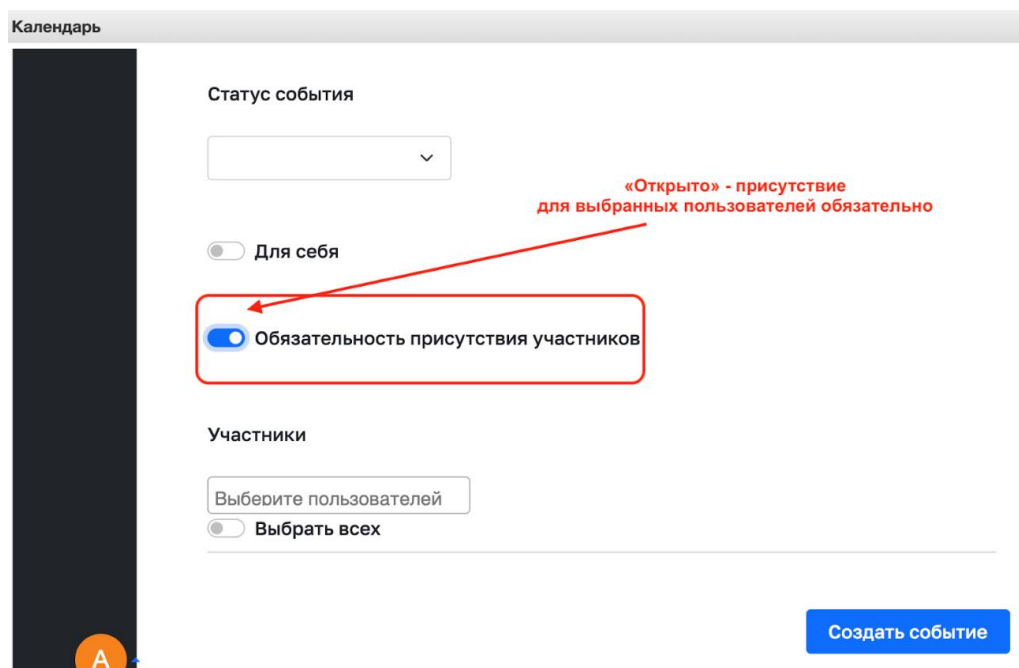 Календарь
Статус события
«Открыто» - присутствие
для выбранных пользователей обязательно
Для себя
Обязательность присутствия участников
Участники
Выберите пользователей
Выбрать всех
Создать событие
А